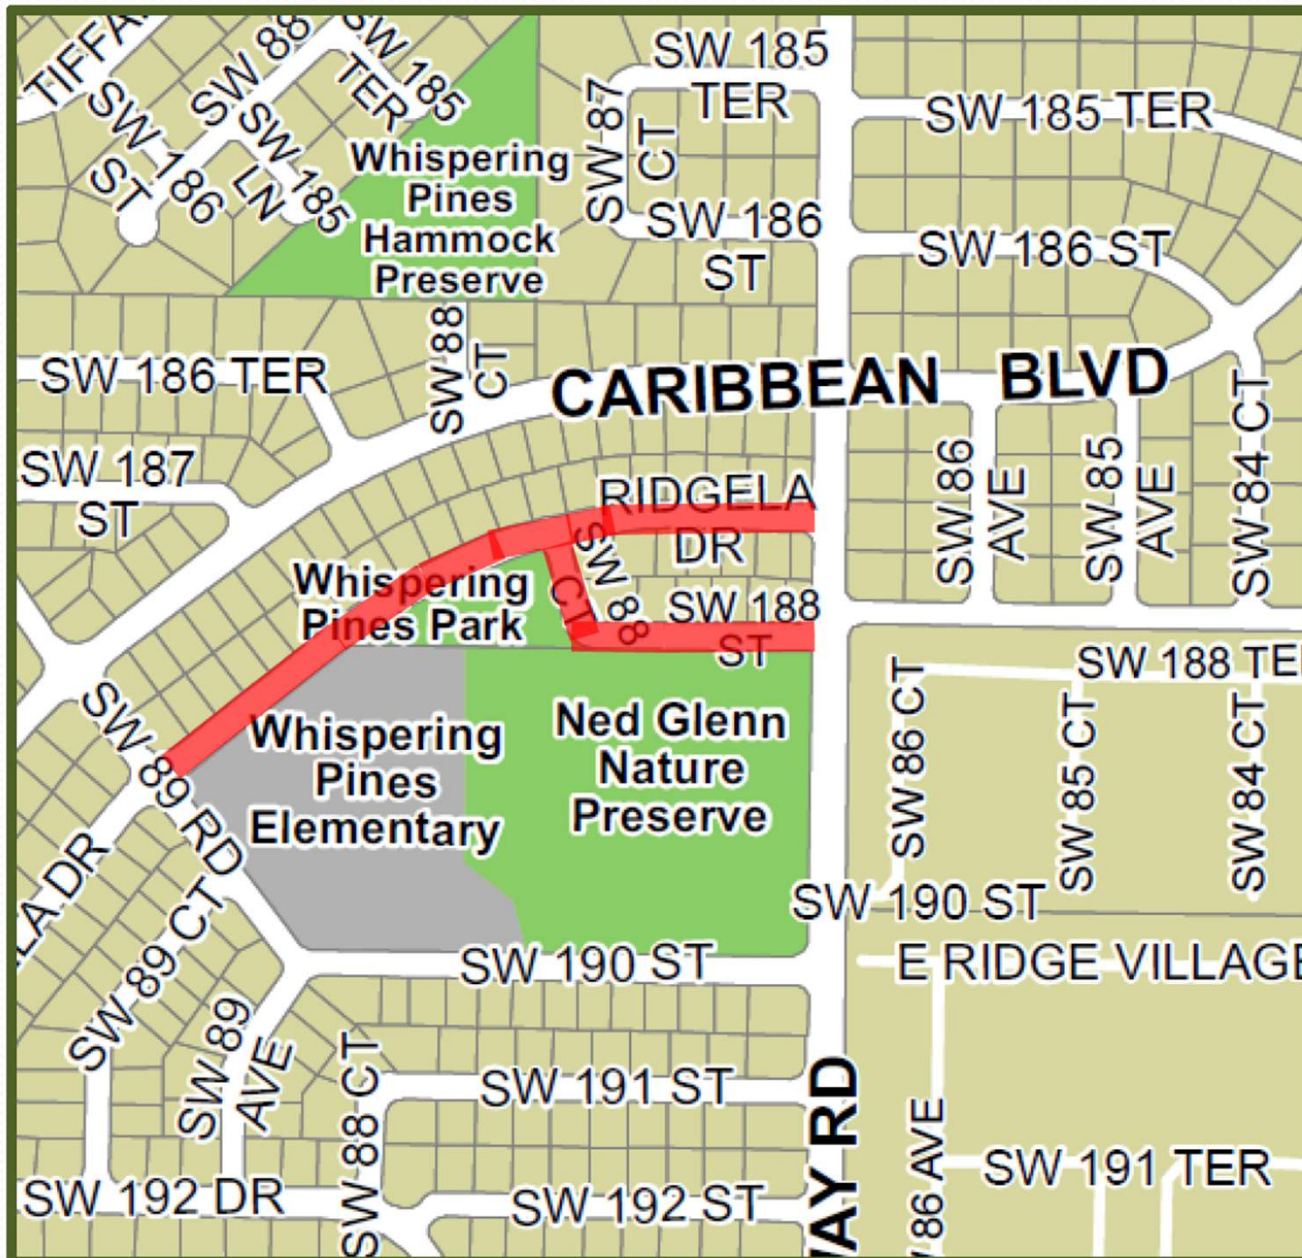 TIFFA
SW 88
SW 185
TER
SW 186
ST
SW 185
LN
Whispering
Pines
Hammock
Preserve
SW 87
CT
SW 185
TER
SW 186
ST
SW 185 TER
SW 186 ST
SW 186 TER
SW 88
CT
CARIBBEAN BLVD
SW 187
ST
RIDGELA
DR
SW 88
CT
SW 86
AVE
SW 85
AVE
SW 84 CT
Whispering
Pines Park
SW 188
ST
SW 89 RD
Whispering
Pines
Elementary
Ned Glenn
Nature
Preserve
SW 188 TE
SW 86 CT
SW 85 CT
SW 84 CT
LA DR
SW 89 CT
SW 190 ST
SW 190 ST
E RIDGE VILLAGE
SW 89
AVE
SW 88 CT
SW 191 ST
AY RD
86 AVE
SW 191 TER
SW 192 DR
SW 192 ST